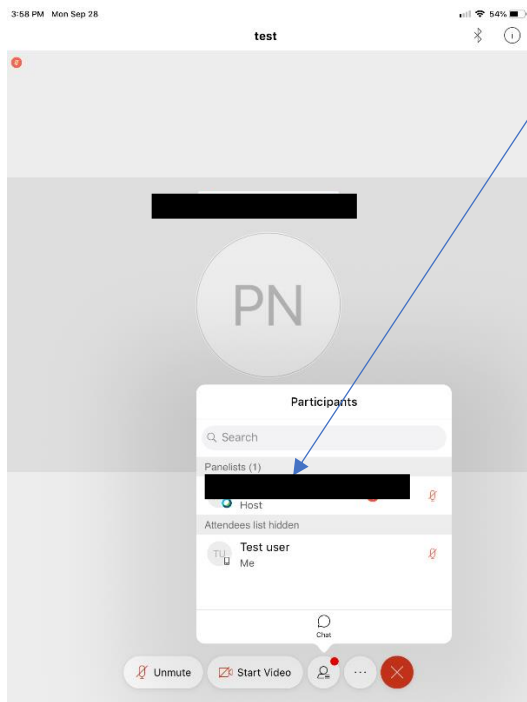 3:58 PM Mon Sep 28
54%
test
PN
Participants
Search
Panelists (1)
Host
Attendees list hidden
TU
Test user
Me
Chat
Unmute
Start Video